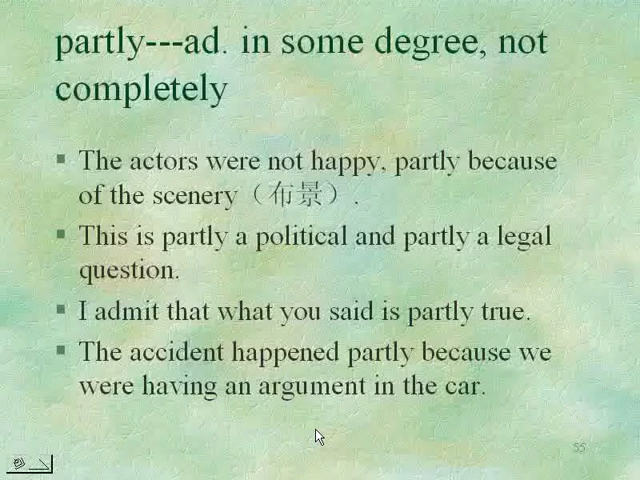 partly---ad. in some degree, not
completely
▪ The actors were not happy, partly because
of the scenery（布景）.
▪ This is partly a political and partly a legal
question.
▪ I admit that what you said is partly true.
▪ The accident happened partly because we
were having an argument in the car.
55